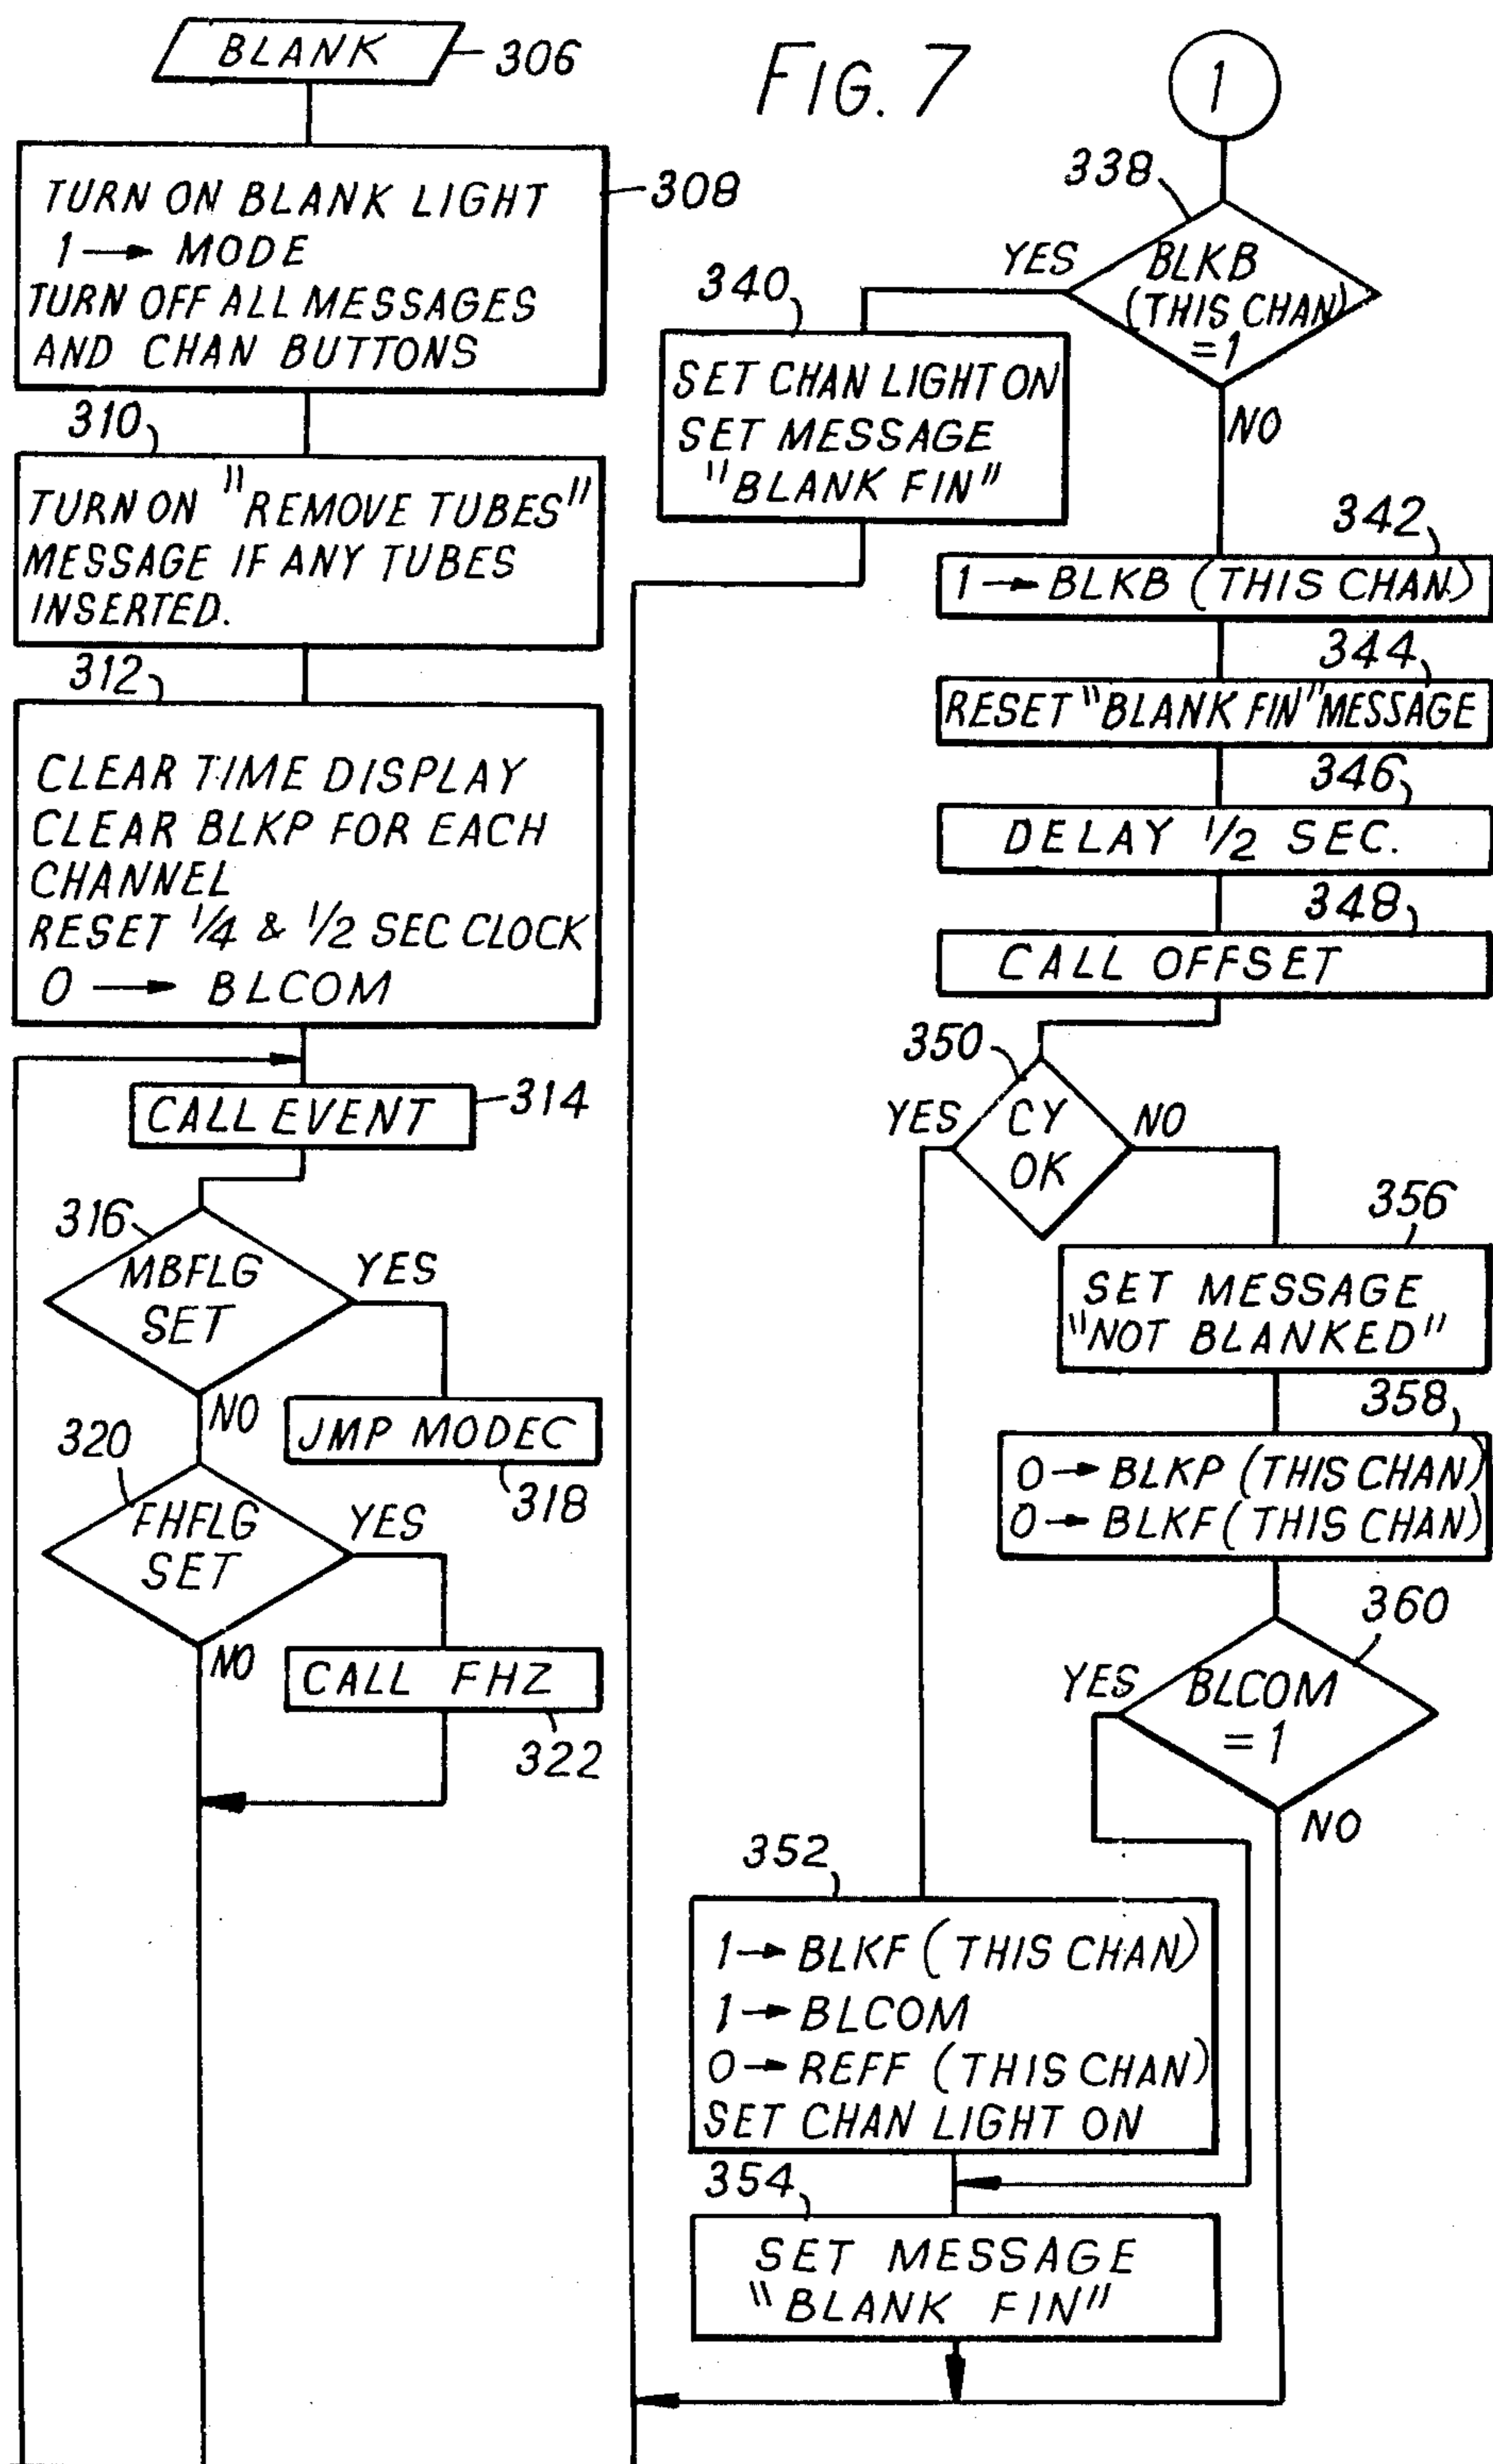 BLANK
306
FIG. 7
1
TURN ON BLANK LIGHT
1 → MODE
TURN OFF ALL MESSAGES
AND CHAN BUTTONS
308
310
TURN ON "REMOVE TUBES"
MESSAGE IF ANY TUBES
INSERTED.
312
CLEAR TIME DISPLAY
CLEAR BLKP FOR EACH
CHANNEL
RESET 1/4 & 1/2 SEC CLOCK
0 → BLCOM
CALL EVENT
314
316
MBFLG
SET
YES
NO
JMP MODEC
318
320
FHFLG
SET
YES
NO
CALL FHZ
322
338
BLKB
(THIS CHAN)
=1
YES
NO
340
SET CHAN LIGHT ON
SET MESSAGE
"BLANK FIN"
342
1 → BLKB (THIS CHAN.)
344
RESET "BLANK FIN" MESSAGE
346
DELAY 1/2 SEC.
348
CALL OFFSET
350
CY
OK
YES
NO
356
SET MESSAGE
"NOT BLANKED"
358
0 → BLKP (THIS CHAN)
0 → BLKF (THIS CHAN)
360
BLCOM
=1
YES
NO
352
1 → BLKF (THIS CHAN)
1 → BLCOM
0 → REFF (THIS CHAN)
SET CHAN LIGHT ON
354
SET MESSAGE
"BLANK FIN"